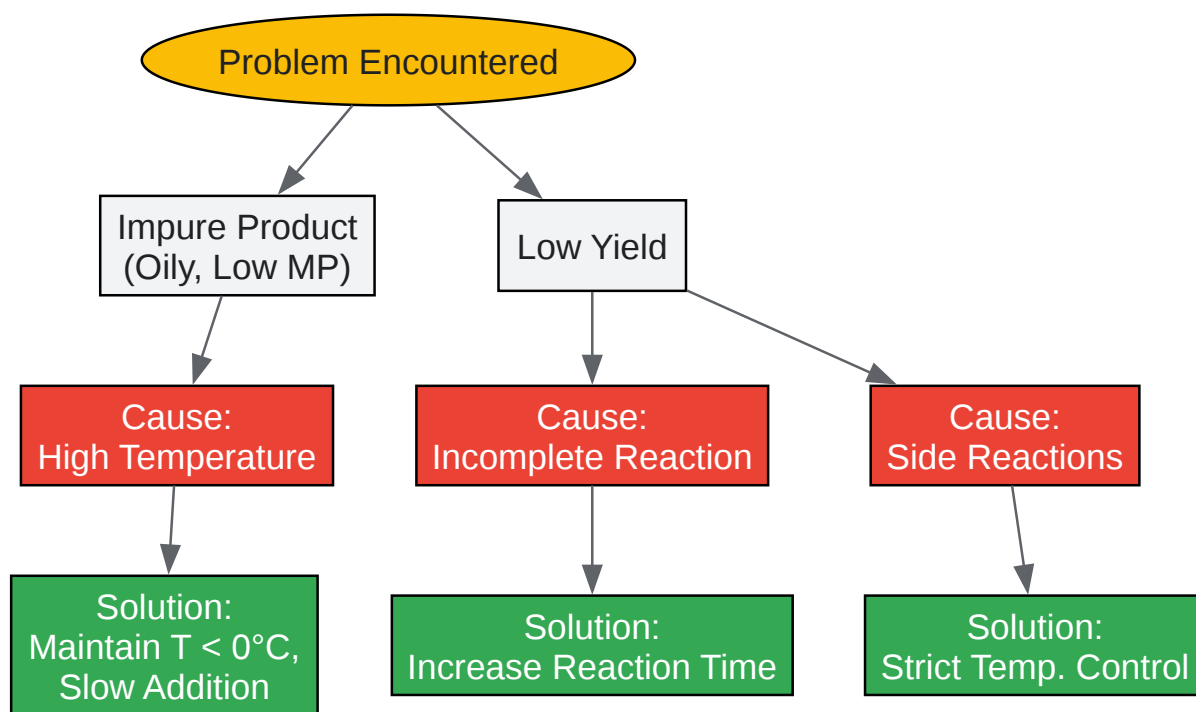 Problem Encountered
Impure Product
(Oily, Low MP)
Low Yield
Cause:
High Temperature
Cause:
Incomplete Reaction
Cause:
Side Reactions
Solution:
Maintain T < 0°C,
Slow Addition
Solution:
Increase Reaction Time
Solution:
Strict Temp. Control